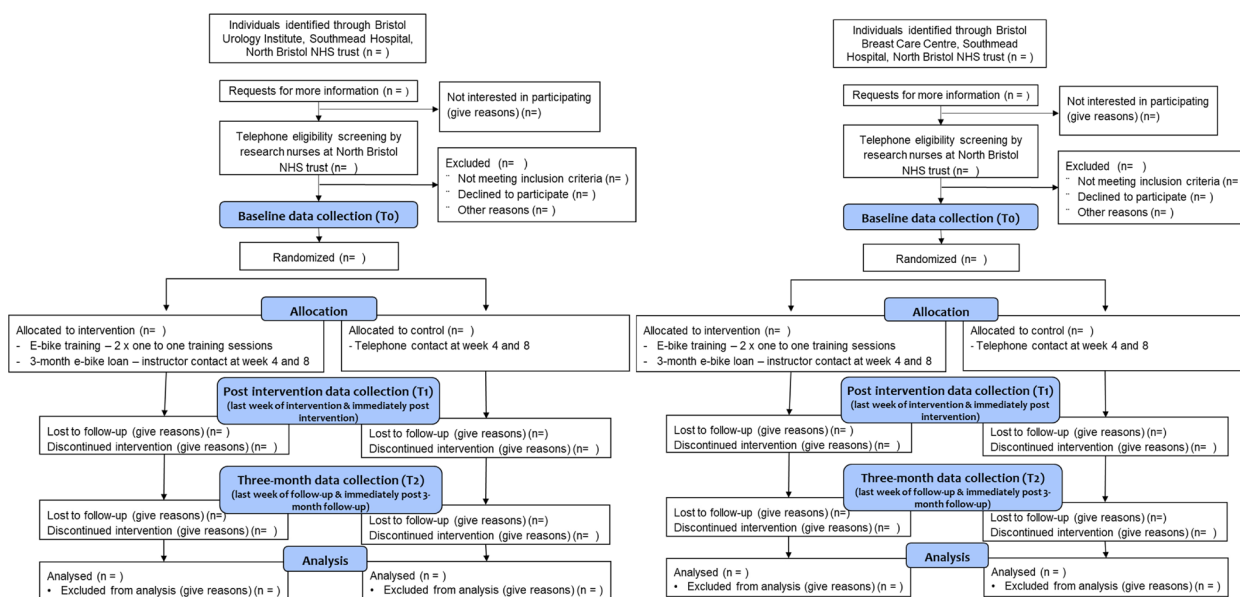 Individuals identified through Bristol
Urology Institute, Southmead Hospital,
North Bristol NHS trust (n = )
Requests for more information (n = )
Not interested in participating
(give reasons) (n=)
Telephone eligibility screening by
research nurses at North Bristol
NHS trust (n= )
Excluded (n= )
¨ Not meeting inclusion criteria (n= )
¨ Declined to participate (n= )
¨ Other reasons (n= )
Baseline data collection (T0)
Randomized (n= )
Allocation
Allocated to intervention (n= )
- E-bike training – 2 x one to one training sessions
- 3-month e-bike loan – instructor contact at week 4 and 8
Allocated to control (n= )
- Telephone contact at week 4 and 8
Post intervention data collection (T1)
(last week of intervention & immediately post
intervention)
Lost to follow-up (give reasons) (n= )
Discontinued intervention (give reasons) (n= )
Lost to follow-up (give reasons) (n=)
Discontinued intervention (give reasons) (n= )
Three-month data collection (T2)
(last week of follow-up & immediately post 3-
month follow-up)
Lost to follow-up (give reasons) (n=)
Discontinued intervention (give reasons) (n= )
Lost to follow-up (give reasons) (n=)
Discontinued intervention (give reasons) (n= )
Analysis
Analysed (n = )
• Excluded from analysis (give reasons) (n = )
Analysed (n = )
• Excluded from analysis (give reasons) (n = )
Individuals identified through Bristol
Breast Care Centre, Southmead
Hospital, North Bristol NHS trust (n = )
Requests for more information (n = )
Not interested in participating
(give reasons) (n=)
Telephone eligibility screening by
research nurses at North Bristol
NHS trust (n= )
Excluded (n= )
¨ Not meeting inclusion criteria (n=
¨ Declined to participate (n= )
¨ Other reasons (n= )
Baseline data collection (T0)
Randomized (n= )
Allocation
Allocated to intervention (n= )
- E-bike training – 2 x one to one training sessions
- 3-month e-bike loan – instructor contact at week 4 and 8
Allocated to control (n= )
- Telephone contact at week 4 and 8
Post intervention data collection (T1)
(last week of intervention & immediately post
intervention)
Lost to follow-up (give reasons) (n= )
Discontinued intervention (give reasons) (n= )
Lost to follow-up (give reasons) (n=)
Discontinued intervention (give reasons) (n= )
Three-month data collection (T2)
(last week of follow-up & immediately post 3-
month follow-up)
Lost to follow-up (give reasons) (n=)
Discontinued intervention (give reasons) (n= )
Lost to follow-up (give reasons) (n=)
Discontinued intervention (give reasons) (n= )
Analysis
Analysed (n = )
• Excluded from analysis (give reasons) (n = )
Analysed (n = )
• Excluded from analysis (give reasons) (n = )